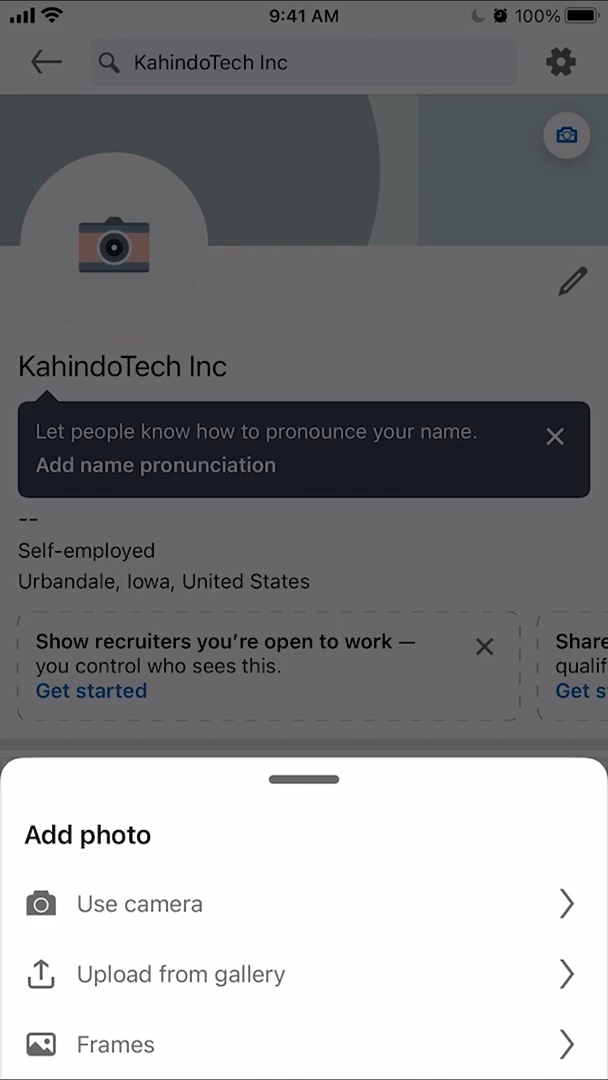 9:41 AM 100%
KahindoTech Inc
KahindoTech Inc
Let people know how to pronounce your name.
Add name pronunciation
--
Self-employed
Urbandale, Iowa, United States
Show recruiters you're open to work —
you control who sees this.
Get started
Share
qualif
Get s
Add photo
Use camera
Upload from gallery
Frames